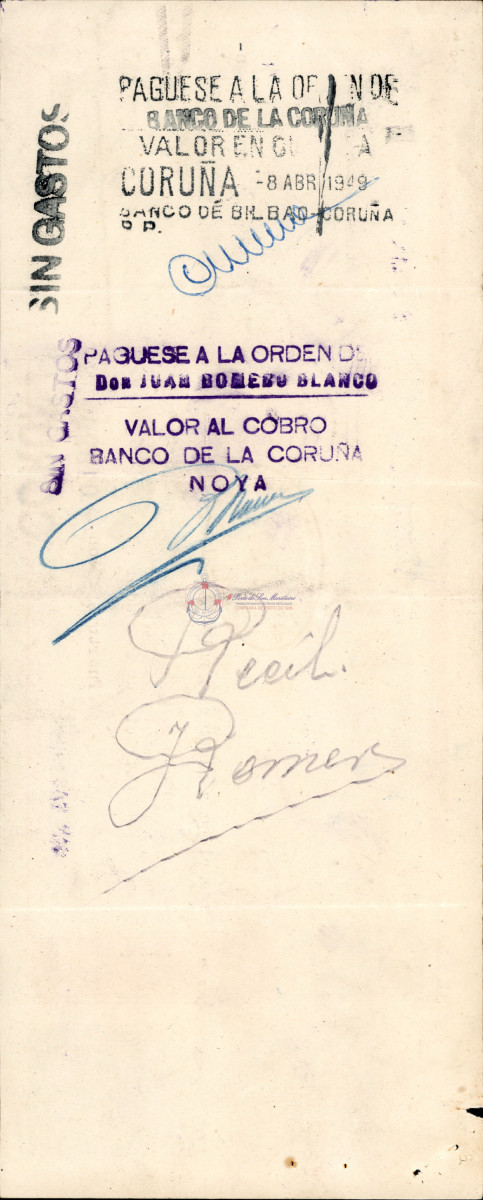 SIN GASTOS
PAGUESE A LA ORDEN DE
BANCO DE LA CORUÑA
VALOR EN
CORUÑA -8 ABR 1949
BANCO DE BILBAO-CORUÑA
P.P.
SIN GASTOS
PAGUESE A LA ORDEN DE
DON JUAN ROMERO BLANCO
VALOR AL COBRO
BANCO DE LA CORUÑA
NOYA
Recib.
J Romero